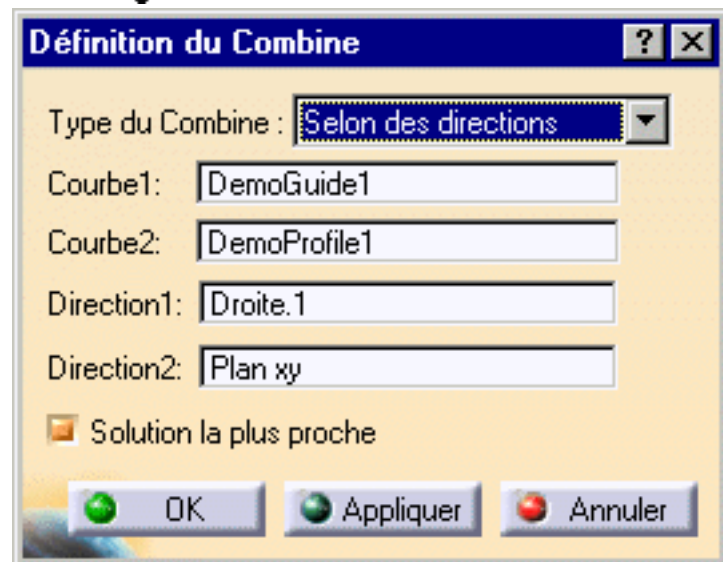 Définition du Combine ?
Type du Combine : Selon des directions
Courbe1: DemoGuide1
Courbe2: DemoProfile1
Direction1: Droite.1
Direction2: Plan xy
Solution la plus proche
OK Appliquer Annuler